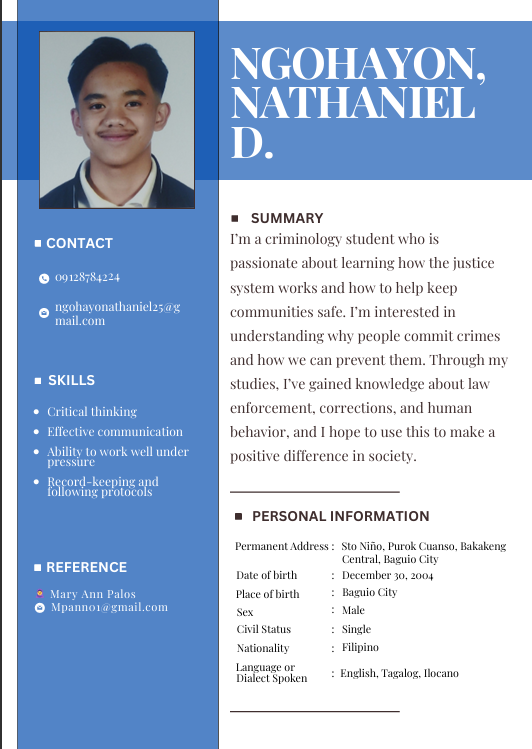 NGOHAYON,
NATHANIEL
D.
CONTACT
09128784224
ngohayonathaniel25@g
mail.com
SKILLS
Critical thinking
Effective communication
Ability to work well under
pressure
Record-keeping and
following protocols
REFERENCE
Mary Ann Palos
Mpann01@gmail.com
SUMMARY
I'm a criminology student who is
passionate about learning how the justice
system works and how to help keep
communities safe. I'm interested in
understanding why people commit crimes
and how we can prevent them. Through my
studies, I've gained knowledge about law
enforcement, corrections, and human
behavior, and I hope to use this to make a
positive difference in society.
PERSONAL INFORMATION
Permanent Address : Sto Niño, Purok Cuanso, Bakakeng
Central, Baguio City
Date of birth : December 30, 2004
Place of birth : Baguio City
Sex : Male
Civil Status : Single
Nationality : Filipino
Language or
Dialect Spoken : English, Tagalog, Ilocano